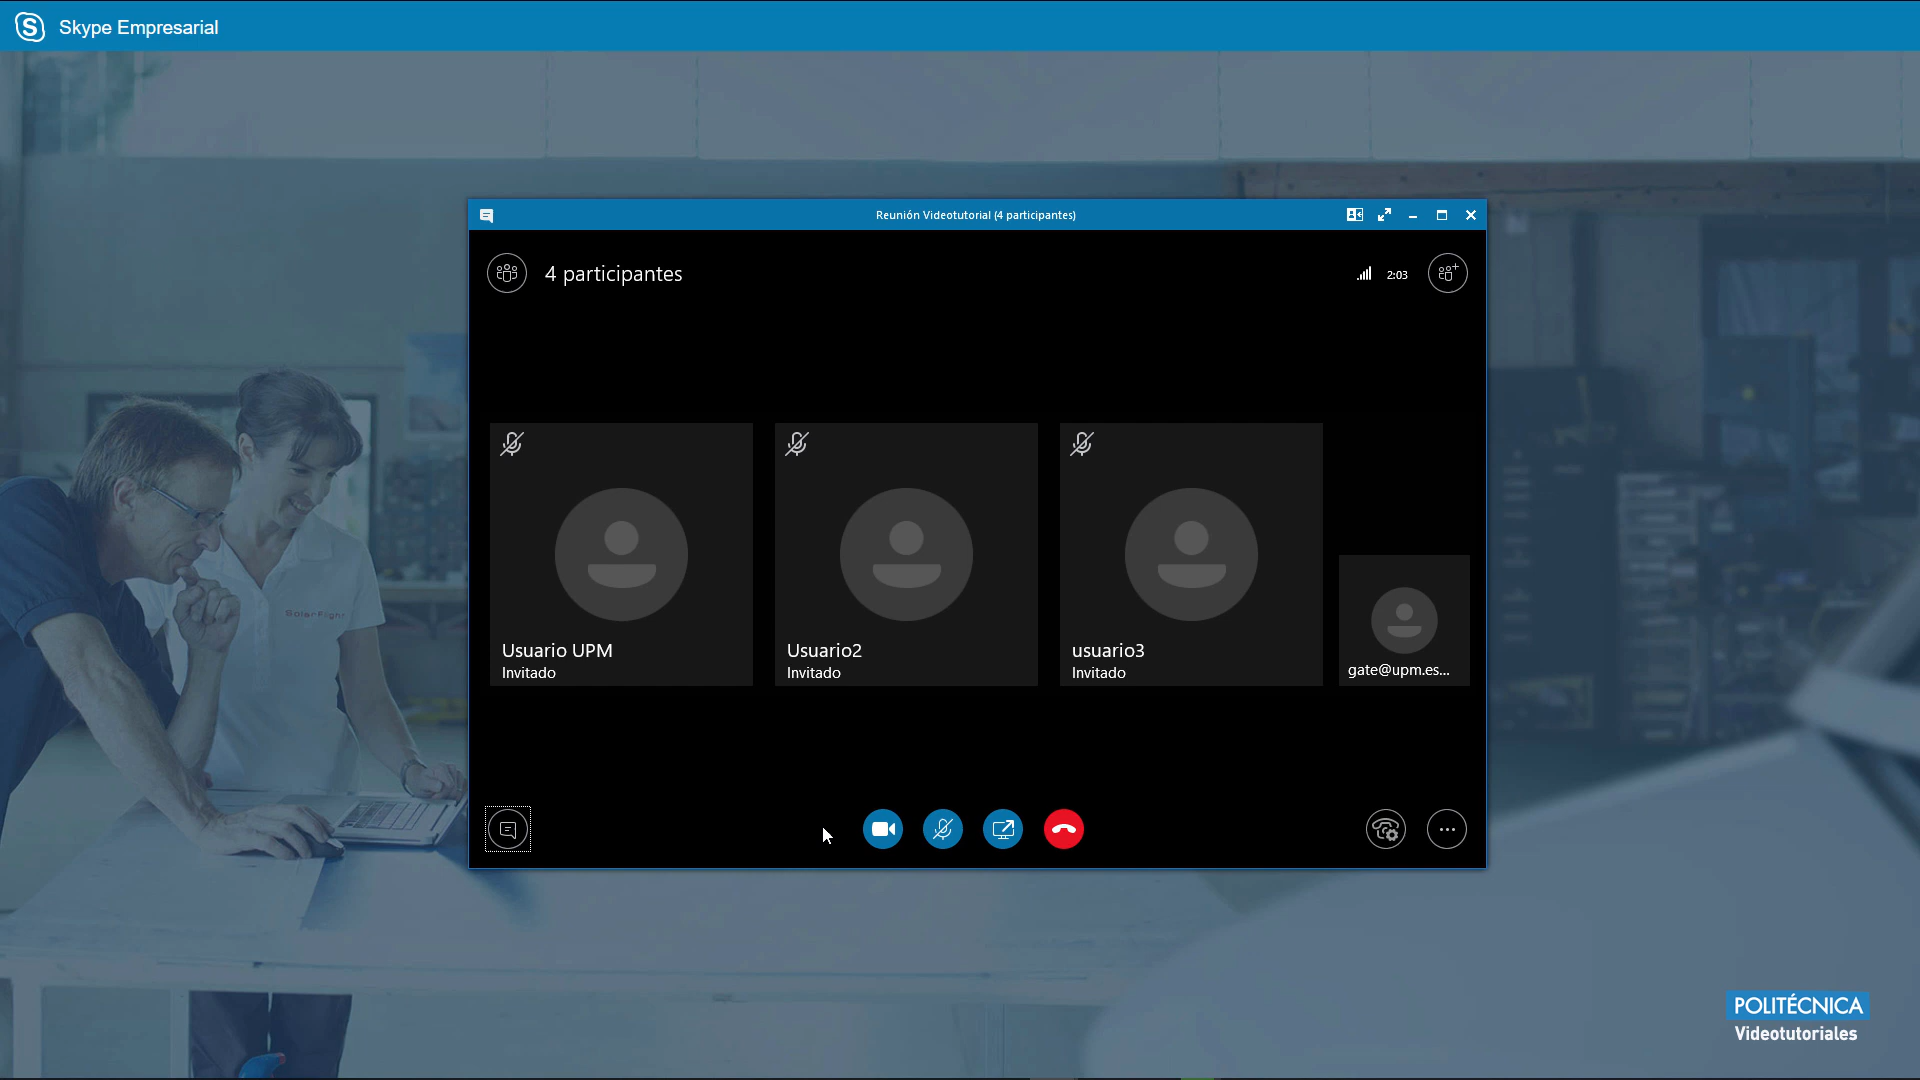 Skype Empresarial
Reunión Videotutorial (4 participantes)
4 participantes
2:03
Usuario UPM
Invitado
Usuario2
Invitado
usuario3
Invitado
gate@upm.es...
SolarFlight
POLITÉCNICA
Videotutoriales